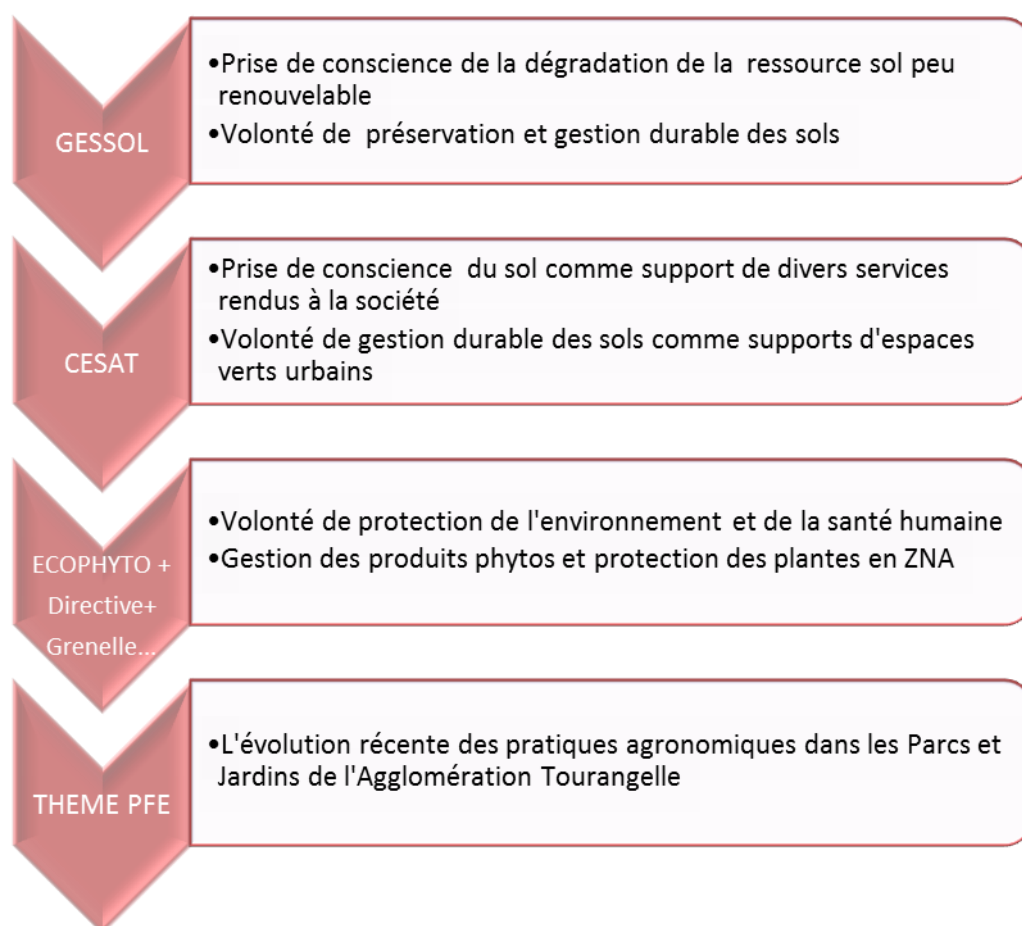 GESSOL
•Prise de conscience de la dégradation de la ressource sol peu
renouvelable
•Volonté de préservation et gestion durable des sols
CESAT
•Prise de conscience du sol comme support de divers services
rendus à la société
•Volonté de gestion durable des sols comme supports d'espaces
verts urbains
ECOPHYTO +
Directive+
Grenelle...
•Volonté de protection de l'environnement et de la santé humaine
•Gestion des produits phytos et protection des plantes en ZNA
THEME PFE
•L'évolution récente des pratiques agronomiques dans les Parcs et
Jardins de l'Agglomération Tourangelle